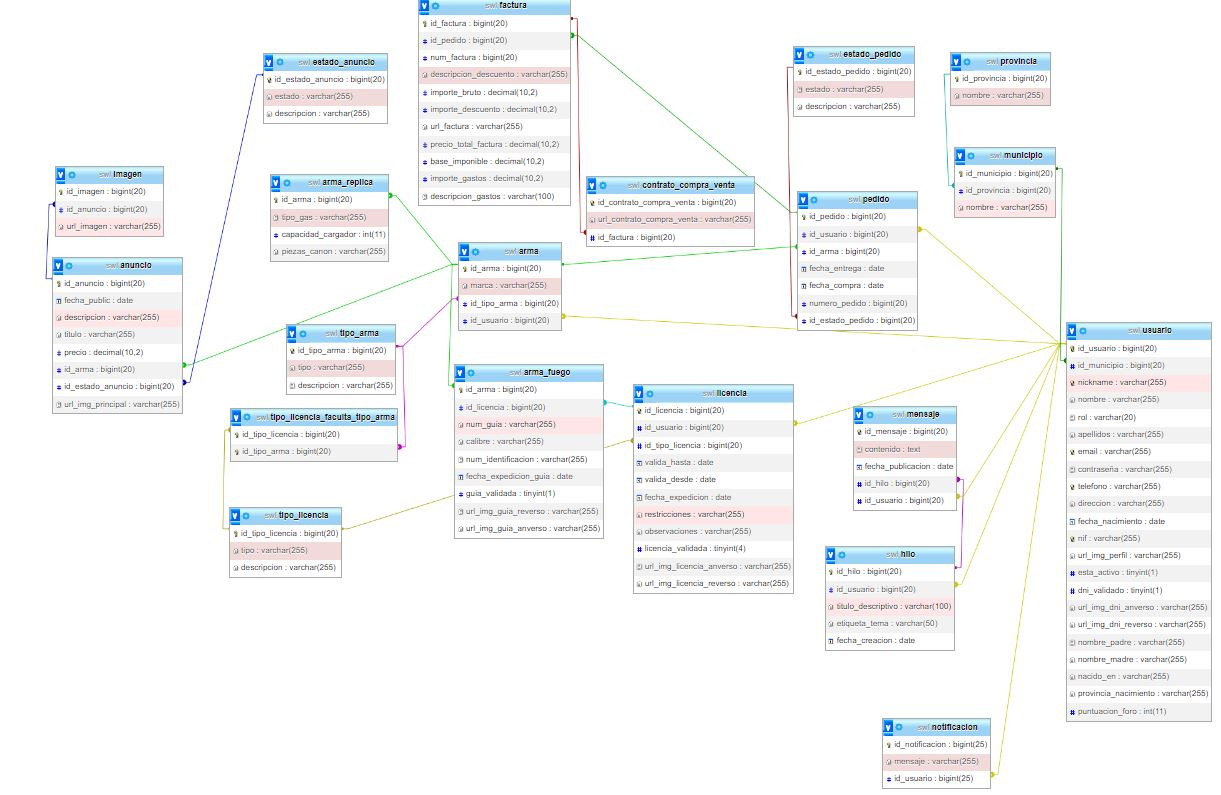 swl factura
id_factura : bigint(20)
id_pedido : bigint(20)
num_factura : bigint(20)
descripcion_descuento : varchar(255)
importe_bruto : decimal(10,2)
importe_descuento : decimal(10,2)
url_factura : varchar(255)
precio_total_factura : decimal(10,2)
base_imponible : decimal(10,2)
importe_gastos : decimal(10,2)
descripcion_gastos : varchar(100)
swl estado_anuncio
id_estado_anuncio : bigint(20)
estado : varchar(255)
descripcion : varchar(255)
swl estado_pedido
id_estado_pedido : bigint(20)
estado : varchar(255)
descripcion : varchar(255)
swl provincia
id_provincia : bigint(20)
nombre : varchar(255)
swl municipio
id_municipio : bigint(20)
id_provincia : bigint(20)
nombre : varchar(255)
swl imagen
id_imagen : bigint(20)
id_anuncio : bigint(20)
url_imagen : varchar(255)
swl arma_replica
id_arma : bigint(20)
tipo_gas : varchar(255)
capacidad_cargador : int(11)
piezas_canon : varchar(255)
swl contrato_compra_venta
id_contrato_compra_venta : bigint(20)
url_contrato_compra_venta : varchar(255)
id_factura : bigint(20)
swl pedido
id_pedido : bigint(20)
id_usuario : bigint(20)
id_arma : bigint(20)
fecha_entrega : date
fecha_compra : date
numero_pedido : bigint(20)
id_estado_pedido : bigint(20)
swl anuncio
id_anuncio : bigint(20)
fecha_public : date
descripcion : varchar(255)
titulo : varchar(255)
precio : decimal(10,2)
id_arma : bigint(20)
id_estado_anuncio : bigint(20)
url_img_principal : varchar(255)
swl arma
id_arma : bigint(20)
marca : varchar(255)
id_tipo_arma : bigint(20)
id_usuario : bigint(20)
swl tipo_arma
id_tipo_arma : bigint(20)
tipo : varchar(255)
descripcion : varchar(255)
swl tipo_licencia_faculta_tipo_arma
id_tipo_licencia : bigint(20)
id_tipo_arma : bigint(20)
swl tipo_licencia
id_tipo_licencia : bigint(20)
tipo : varchar(255)
descripcion : varchar(255)
swl arma_fuego
id_arma : bigint(20)
id_licencia : bigint(20)
num_guia : varchar(255)
calibre : varchar(255)
num_identificacion : varchar(255)
fecha_expedicion_guia : date
guia_validada : tinyint(1)
url_img_guia_reverso : varchar(255)
url_img_guia_anverso : varchar(255)
swl licencia
id_licencia : bigint(20)
id_usuario : bigint(20)
id_tipo_licencia : bigint(20)
valida_hasta : date
valida_desde : date
fecha_expedicion : date
restricciones : varchar(255)
observaciones : varchar(255)
licencia_validada : tinyint(4)
url_img_licencia_anverso : varchar(255)
url_img_licencia_reverso : varchar(255)
swl mensaje
id_mensaje : bigint(20)
contenido : text
fecha_publicacion : date
id_hilo : bigint(20)
id_usuario : bigint(20)
swl hilo
id_hilo : bigint(20)
id_usuario : bigint(20)
titulo_descriptivo : varchar(100)
etiqueta_tema : varchar(50)
fecha_creacion : date
swl usuario
id_usuario : bigint(20)
id_municipio : bigint(20)
nickname : varchar(255)
nombre : varchar(255)
rol : varchar(20)
apellidos : varchar(255)
email : varchar(255)
contraseña : varchar(255)
telefono : varchar(255)
direccion : varchar(255)
fecha_nacimiento : date
nif : varchar(255)
url_img_perfil : varchar(255)
esta_activo : tinyint(1)
dni_validado : tinyint(1)
url_img_dni_anverso : varchar(255)
url_img_dni_reverso : varchar(255)
nombre_padre : varchar(255)
nombre_madre : varchar(255)
nacido_en : varchar(255)
provincia_nacimiento : varchar(255)
puntuacion_foro : int(11)
swl notificacion
id_notificacion : bigint(25)
mensaje : varchar(255)
id_usuario : bigint(25)